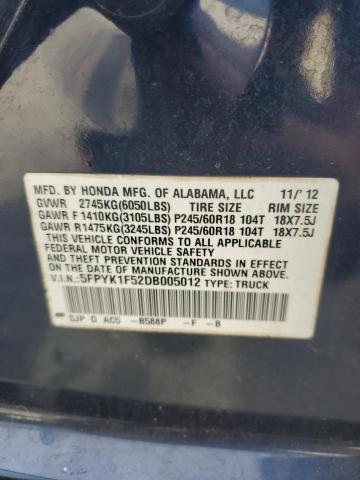 MFD. BY HONDA MFG. OF ALABAMA, LLC 11/'12
GVWR 2745KG(6050LBS) TIRE SIZE RIM SIZE
GAWR F 1410KG(3105LBS) P245/60R18 104T 18X7.5J
GAWR R 1475KG(3245LBS) P245/60R18 104T 18X7.5J
THIS VEHICLE CONFORMS TO ALL APPLICABLE
FEDERAL MOTOR VEHICLE SAFETY
AND THEFT PREVENTION STANDARDS IN EFFECT
ON THE DATE OF MANUFACTURE SHOWN ABOVE.
V.I.N.:5FPYK1F52DB005012 TYPE: TRUCK
SJP D AC5 -B588P -F -B